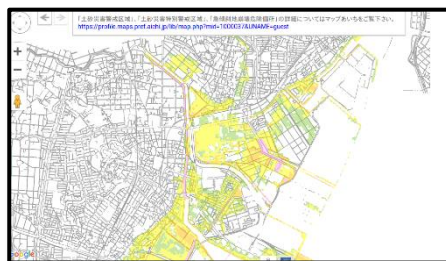 「土砂災害警戒区域」、「土砂災害特別警戒区域」、「急傾斜地崩壊危険箇所」の詳細についてはマップあいちをご覧下さい。
https://profile.maps.pref.aichi.jp/lib/map.php?mid=100003?&UNAME=guest
Google